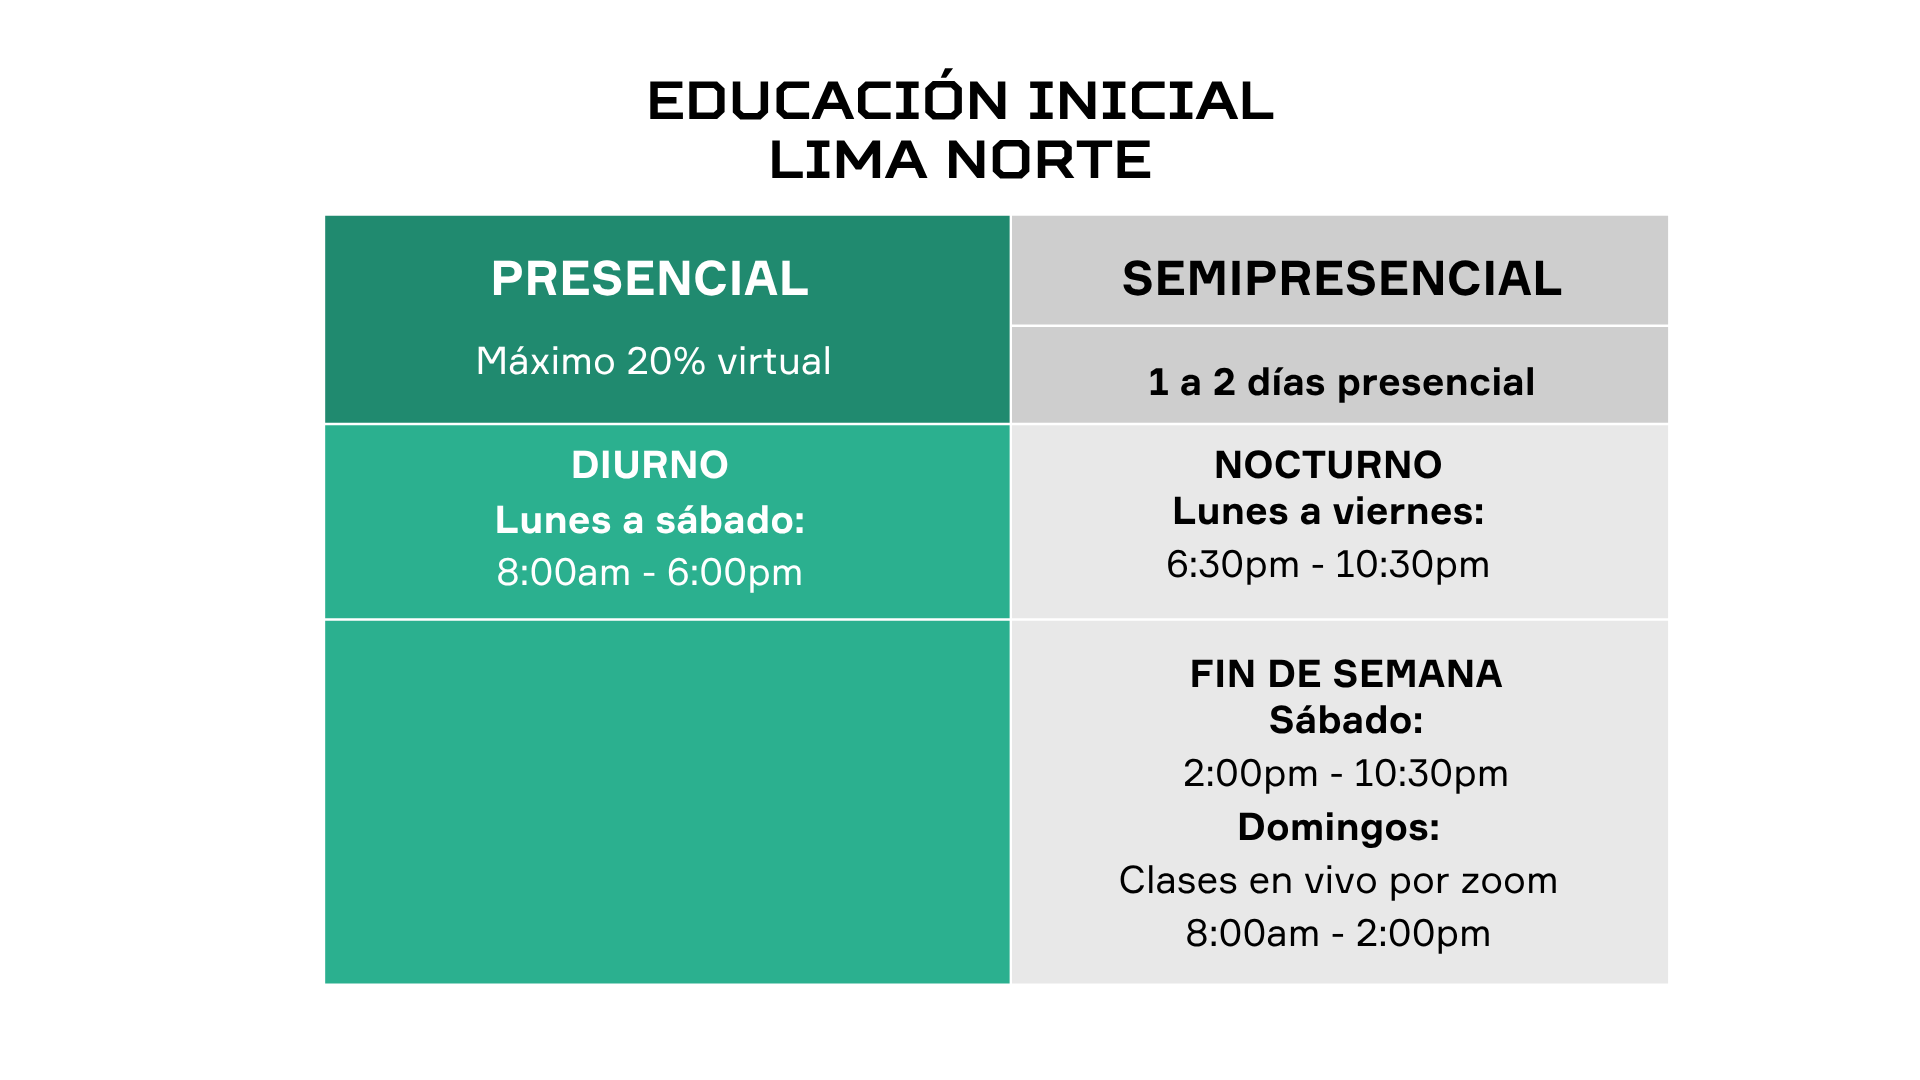 EDUCACIÓN INICIAL
LIMA NORTE
PRESENCIAL
Máximo 20% virtual
SEMIPRESENCIAL
1 a 2 días presencial
DIURNO
Lunes a sábado:
8:00am - 6:00pm
NOCTURNO
Lunes a viernes:
6:30pm - 10:30pm
FIN DE SEMANA
Sábado:
2:00pm - 10:30pm
Domingos:
Clases en vivo por zoom
8:00am - 2:00pm